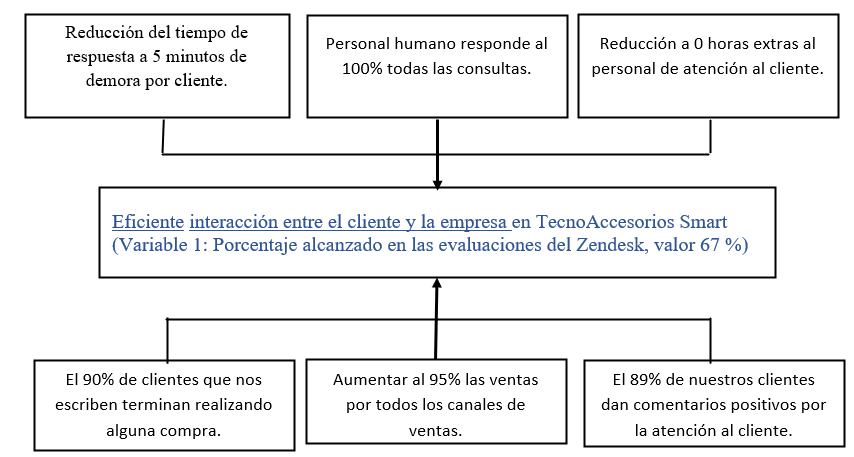 Reducción del tiempo de
respuesta a 5 minutos de
demora por cliente.
Personal humano responde al
100% todas las consultas.
Reducción a 0 horas extras al
personal de atención al cliente.
Eficiente interacción entre el cliente y la empresa en TecnoAccesorios Smart
(Variable 1: Porcentaje alcanzado en las evaluaciones del Zendesk, valor 67 %)
El 90% de clientes que nos
escriben terminan realizando
alguna compra.
Aumentar al 95% las ventas
por todos los canales de
ventas.
El 89% de nuestros clientes
dan comentarios positivos por
la atención al cliente.